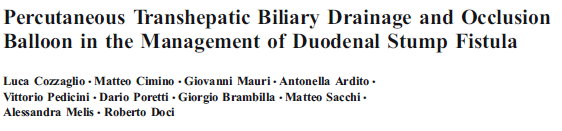 Percutaneous Transhepatic Biliary Drainage and Occlusion
Balloon in the Management of Duodenal Stump Fistula
Luca Cozzaglio • Matteo Cimino • Giovanni Mauri • Antonella Ardito •
Vittorio Pedicini • Dario Poretti • Giorgio Brambilla • Matteo Sacchi •
Alessandra Melis • Roberto Doci